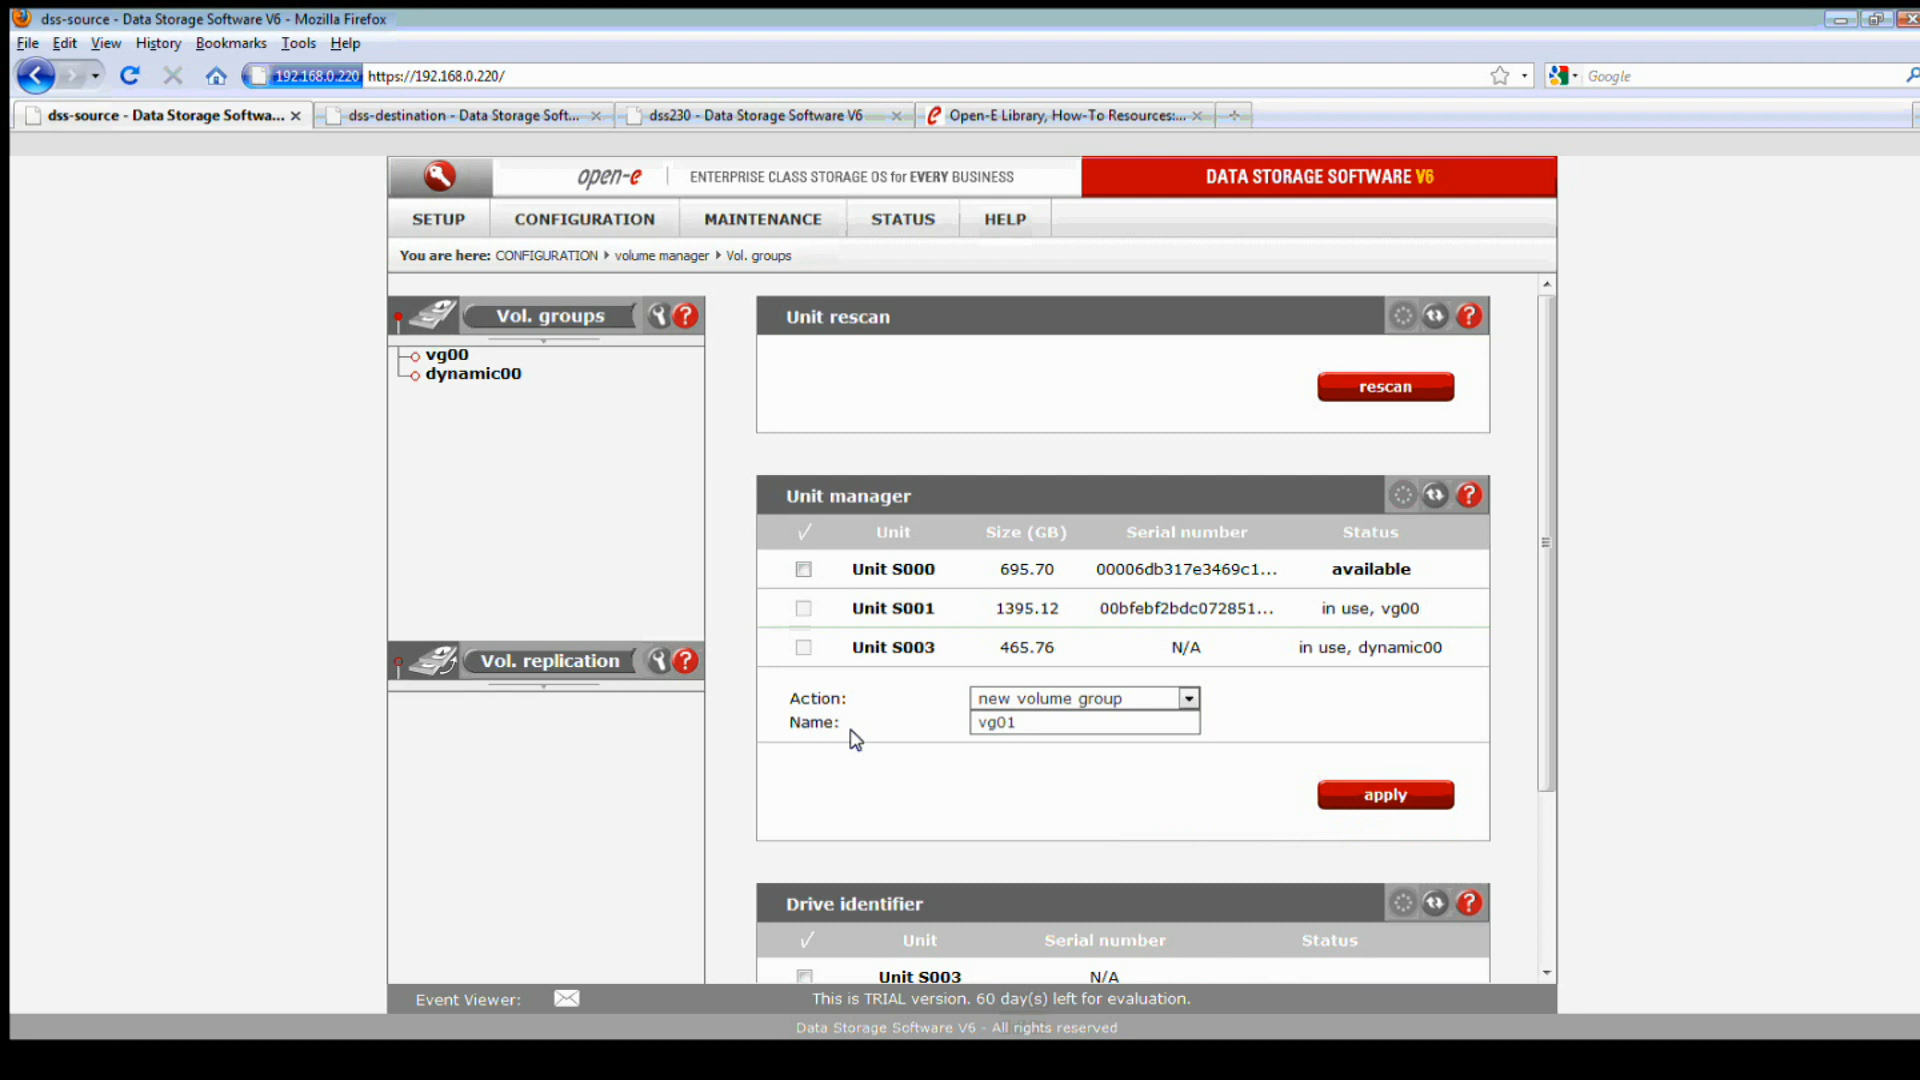 dss-source - Data Storage Software V6 - Mozilla Firefox
File Edit View History Bookmarks Tools Help
192.168.0.220 https://192.168.0.220/
Google
dss-source - Data Storage Softwa...
dss-destination - Data Storage Soft...
dss230 - Data Storage Software V6
Open-E Library, How-To Resources:...
open-e ENTERPRISE CLASS STORAGE OS for EVERY BUSINESS
DATA STORAGE SOFTWARE V6
SETUP CONFIGURATION MAINTENANCE STATUS HELP
You are here: CONFIGURATION volume manager Vol. groups
Vol. groups
vg00
dynamic00
Vol. replication
Unit rescan
rescan
Unit manager
Unit Size (GB) Serial number Status
Unit S000 695.70 00006db317e3469c1... available
Unit S001 1395.12 00bfebf2bdc072851... in use, vg00
Unit S003 465.76 N/A in use, dynamic00
Action: new volume group
Name: vg01
apply
Drive identifier
Unit Serial number Status
Unit S003 N/A
Event Viewer:
This is TRIAL version. 60 day(s) left for evaluation.
Data Storage Software V6 - All rights reserved